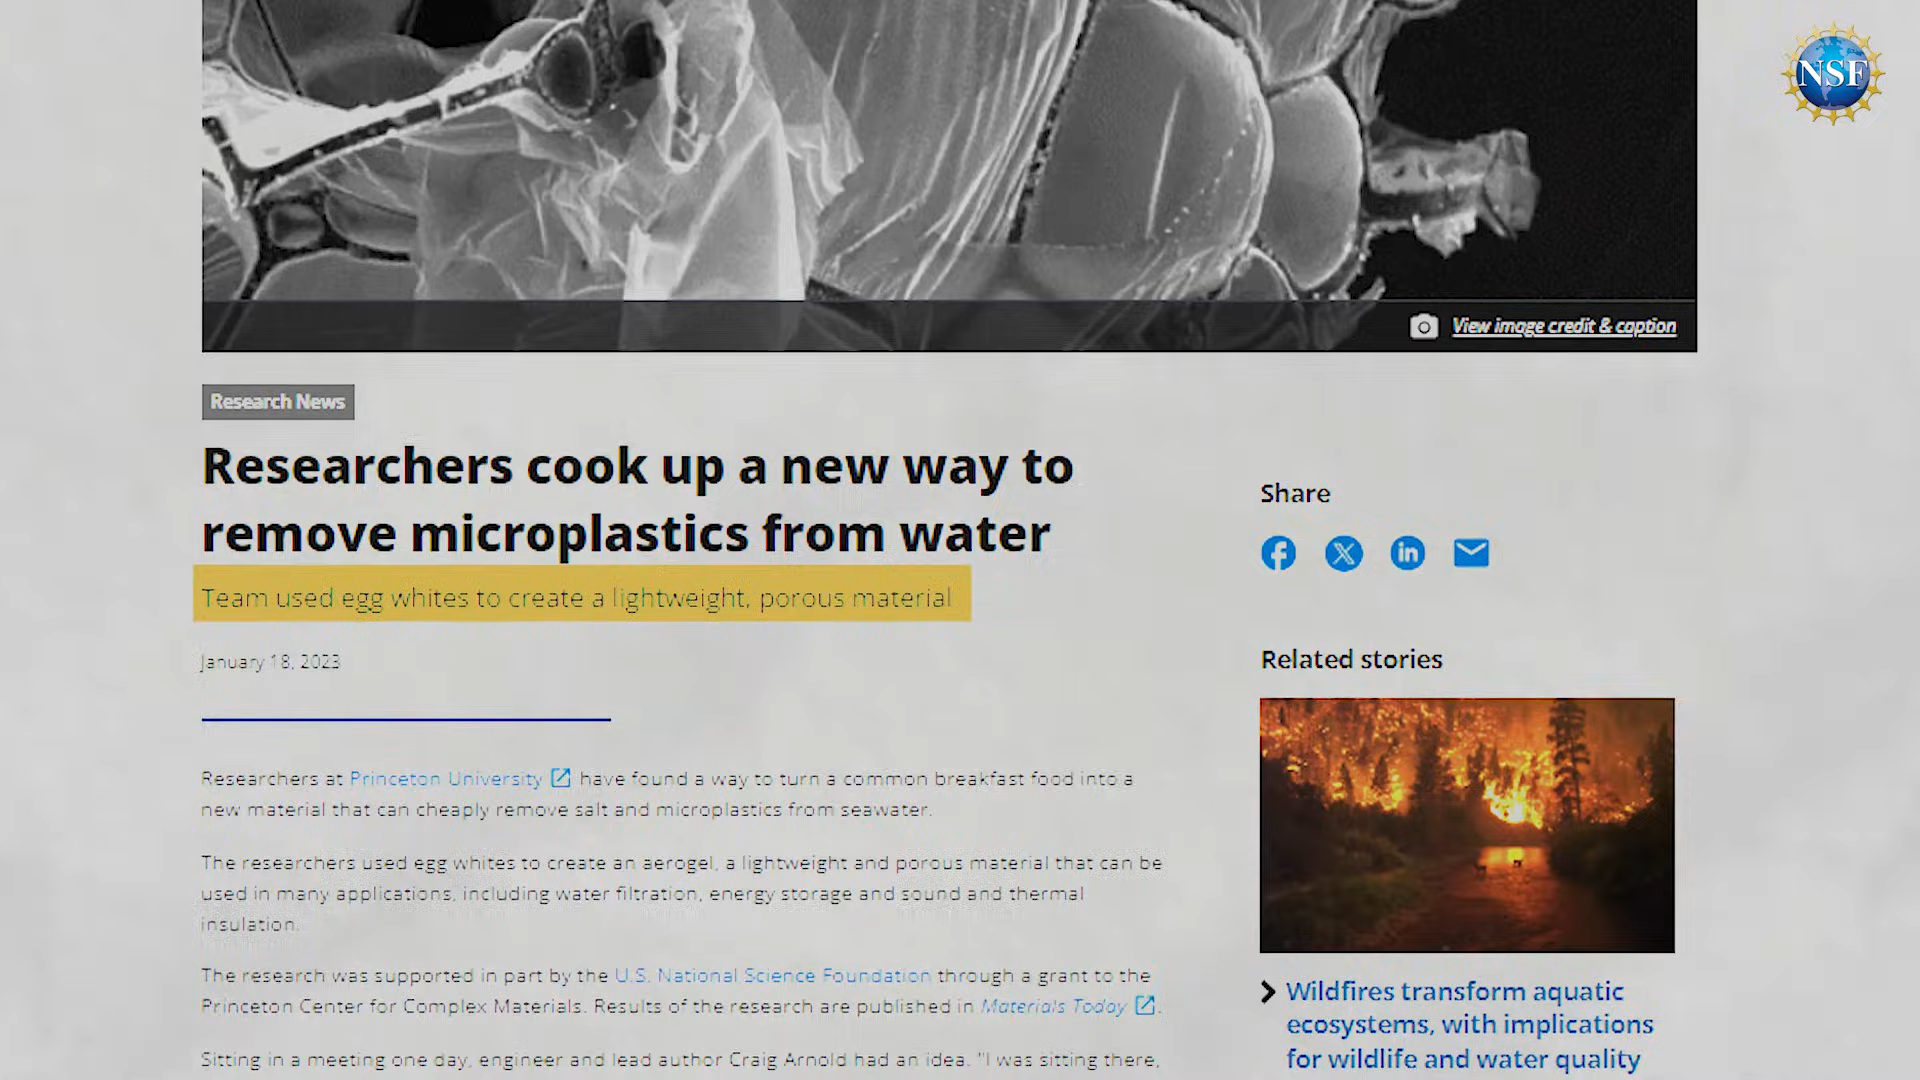 NSF
View image credit & caption
Research News
Researchers cook up a new way to
remove microplastics from water
Team used egg whites to create a lightweight, porous material
January 18, 2023
Researchers at Princeton University have found a way to turn a common breakfast food into a
new material that can cheaply remove salt and microplastics from seawater.
The researchers used egg whites to create an aerogel, a lightweight and porous material that can be
used in many applications, including water filtration, energy storage and sound and thermal
insulation.
The research was supported in part by the U.S. National Science Foundation through a grant to the
Princeton Center for Complex Materials. Results of the research are published in Materials Today.
Sitting in a meeting one day, engineer and lead author Craig Arnold had an idea. "I was sitting there,
Share
Related stories
Wildfires transform aquatic
ecosystems, with implications
for wildlife and water quality